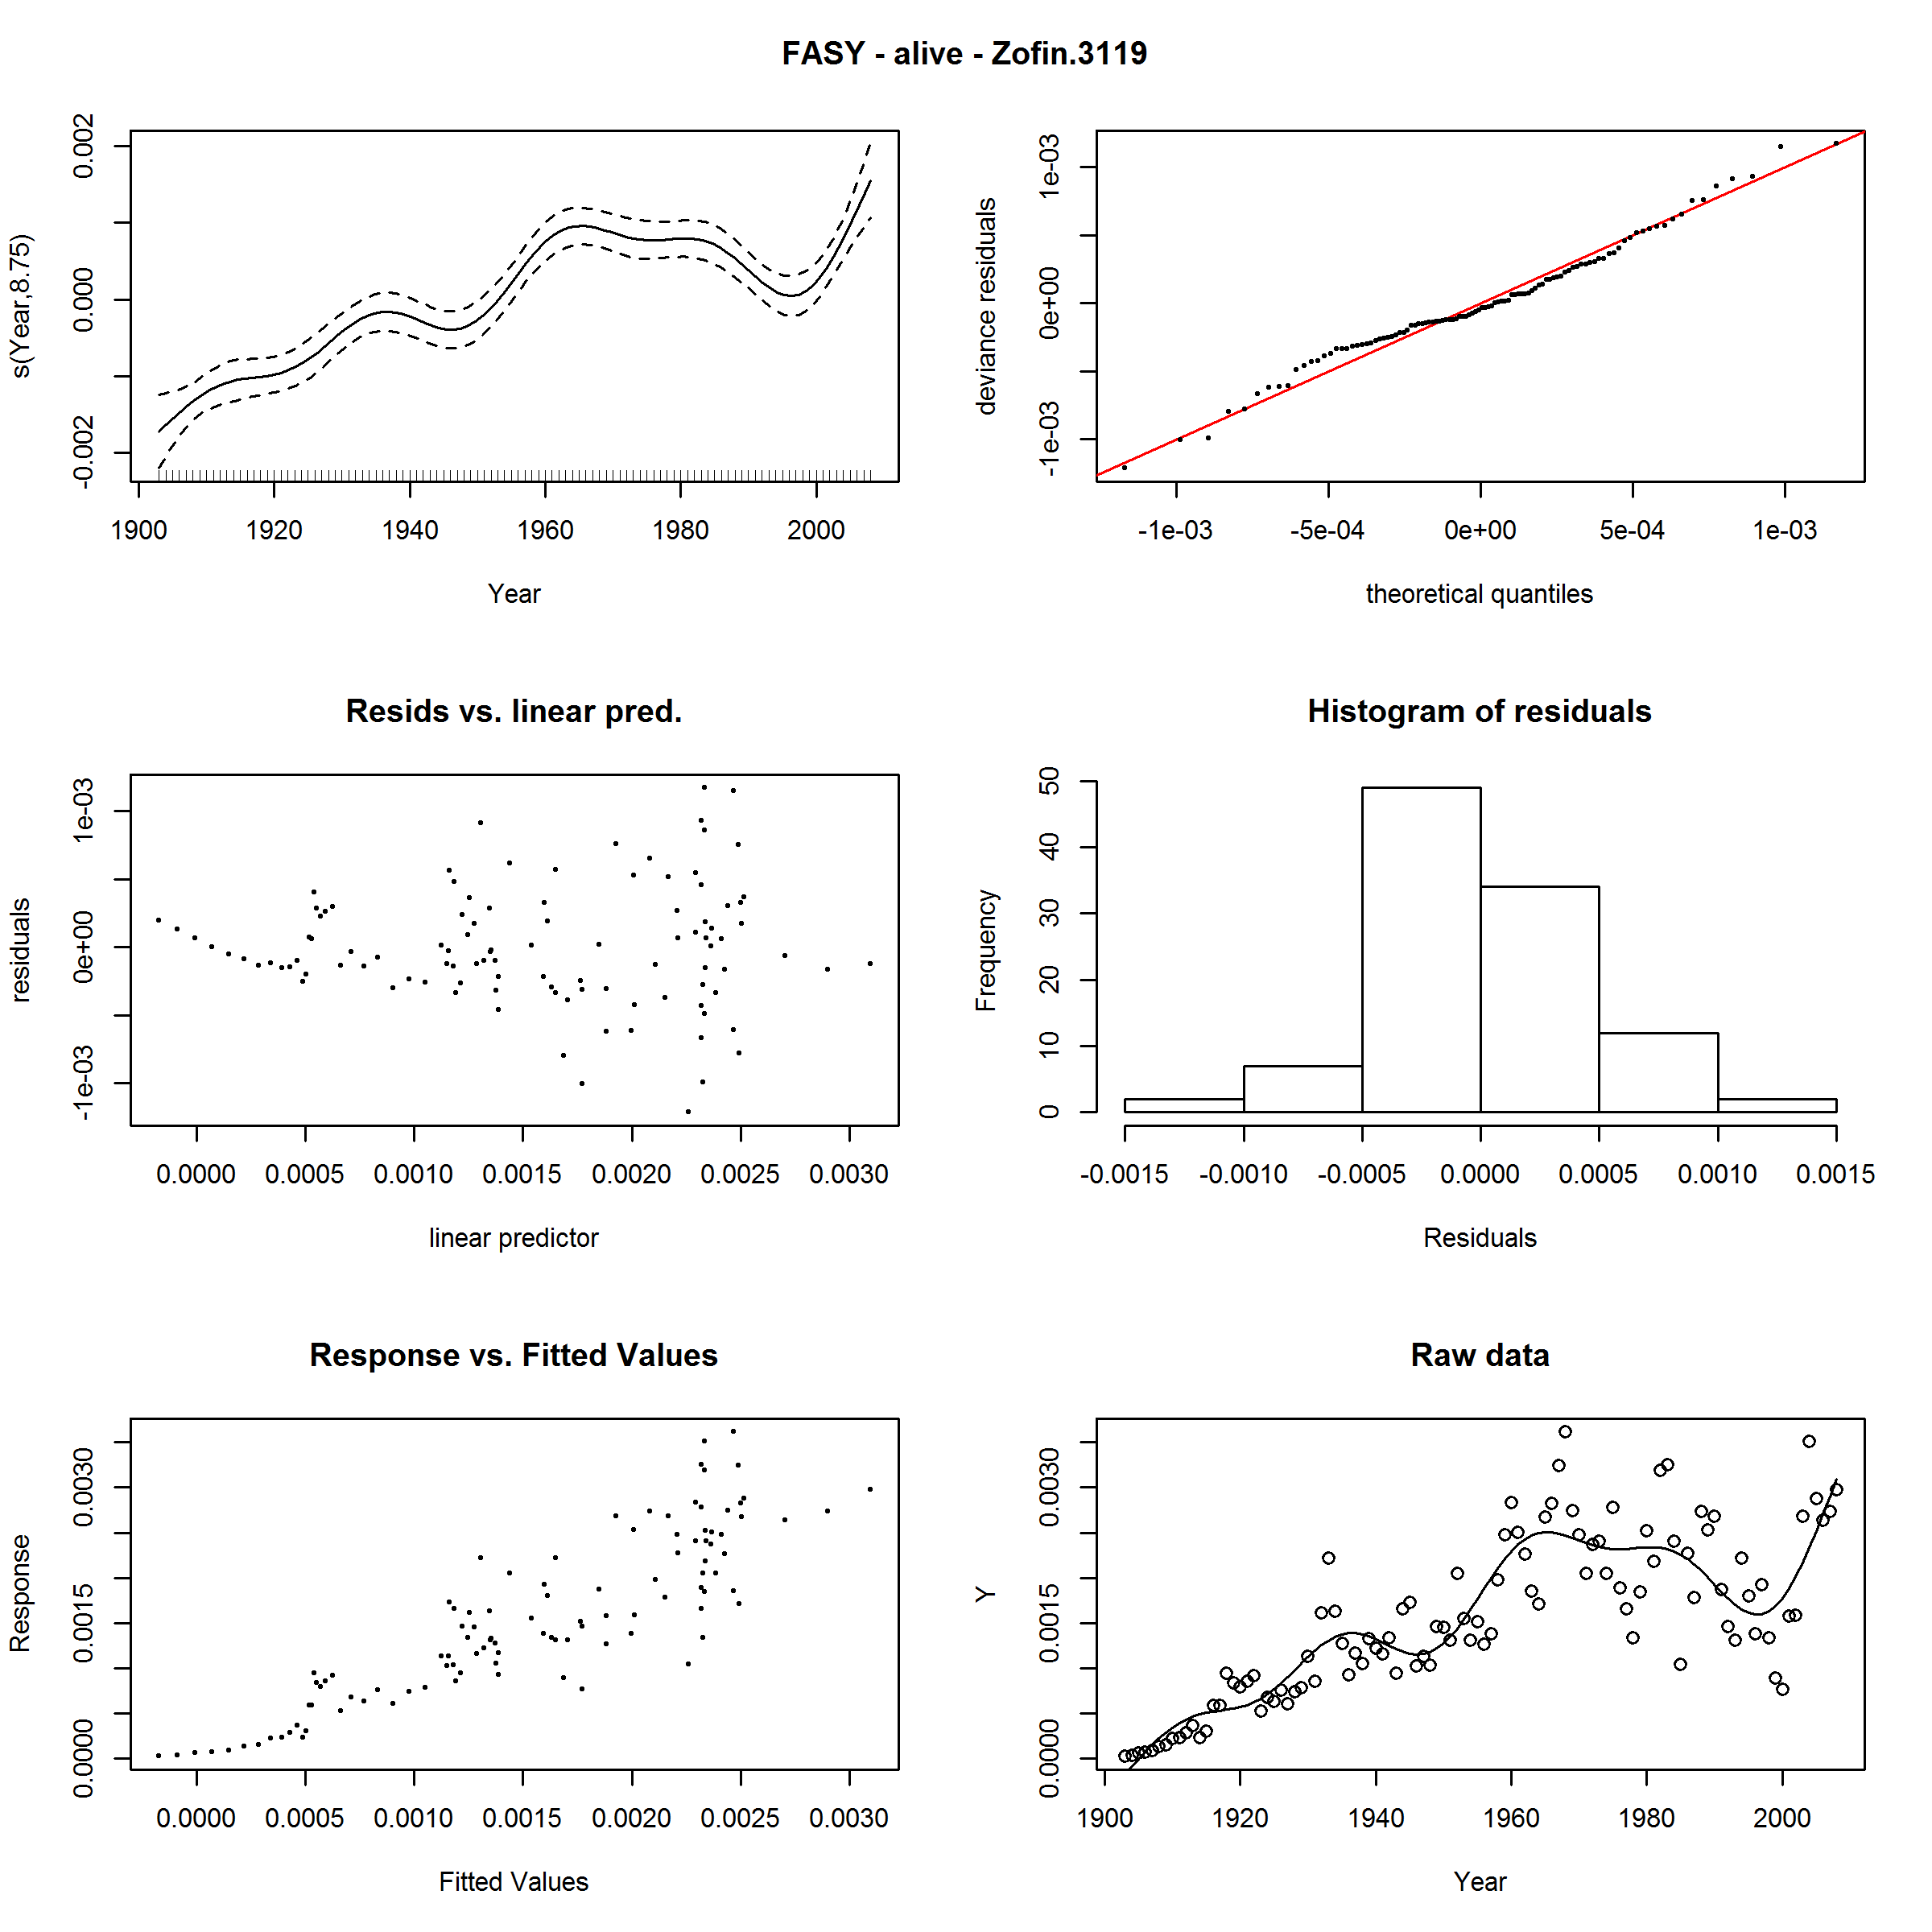 FASY - alive - Zofin.3119
s(Year,8.75)
-0.002 0.000 0.002
1900 1920 1940 1960 1980 2000
Year
deviance residuals
-1e-03 0e+00 1e-03
-1e-03 -5e-04 0e+00 5e-04 1e-03
theoretical quantiles
Resids vs. linear pred.
residuals
-1e-03 0e+00 1e-03
0.0000 0.0005 0.0010 0.0015 0.0020 0.0025 0.0030
linear predictor
Histogram of residuals
Frequency
0 10 20 30 40 50
-0.0015 -0.0010 -0.0005 0.0000 0.0005 0.0010 0.0015
Residuals
Response vs. Fitted Values
Response
0.0000 0.0015 0.0030
0.0000 0.0005 0.0010 0.0015 0.0020 0.0025 0.0030
Fitted Values
Raw data
Y
0.0000 0.0015 0.0030
1900 1920 1940 1960 1980 2000
Year